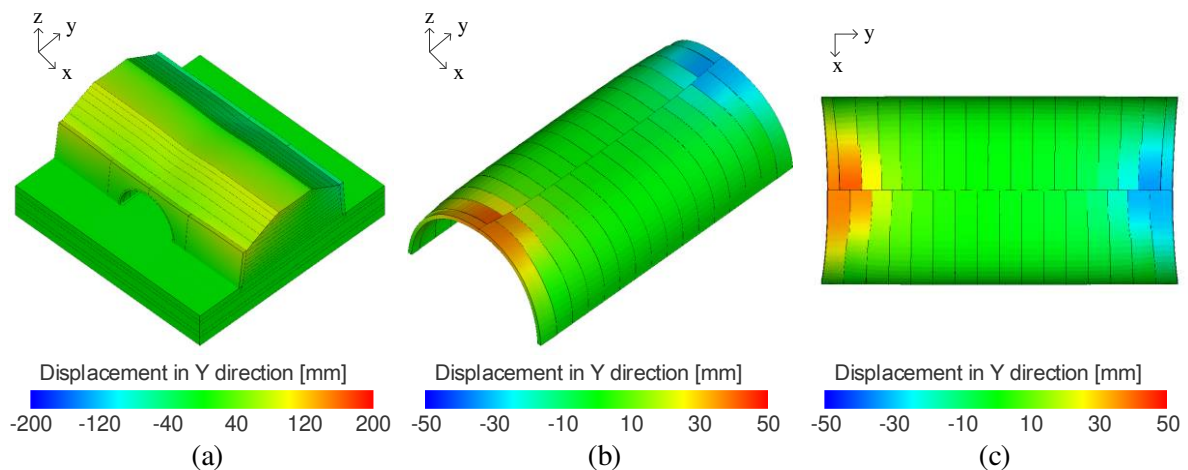 z
y
x
z
y
x
y
x
Displacement in Y direction [mm]
-200 -120 -40 40 120 200
(a)
Displacement in Y direction [mm]
-50 -30 -10 10 30 50
(b)
Displacement in Y direction [mm]
-50 -30 -10 10 30 50
(c)